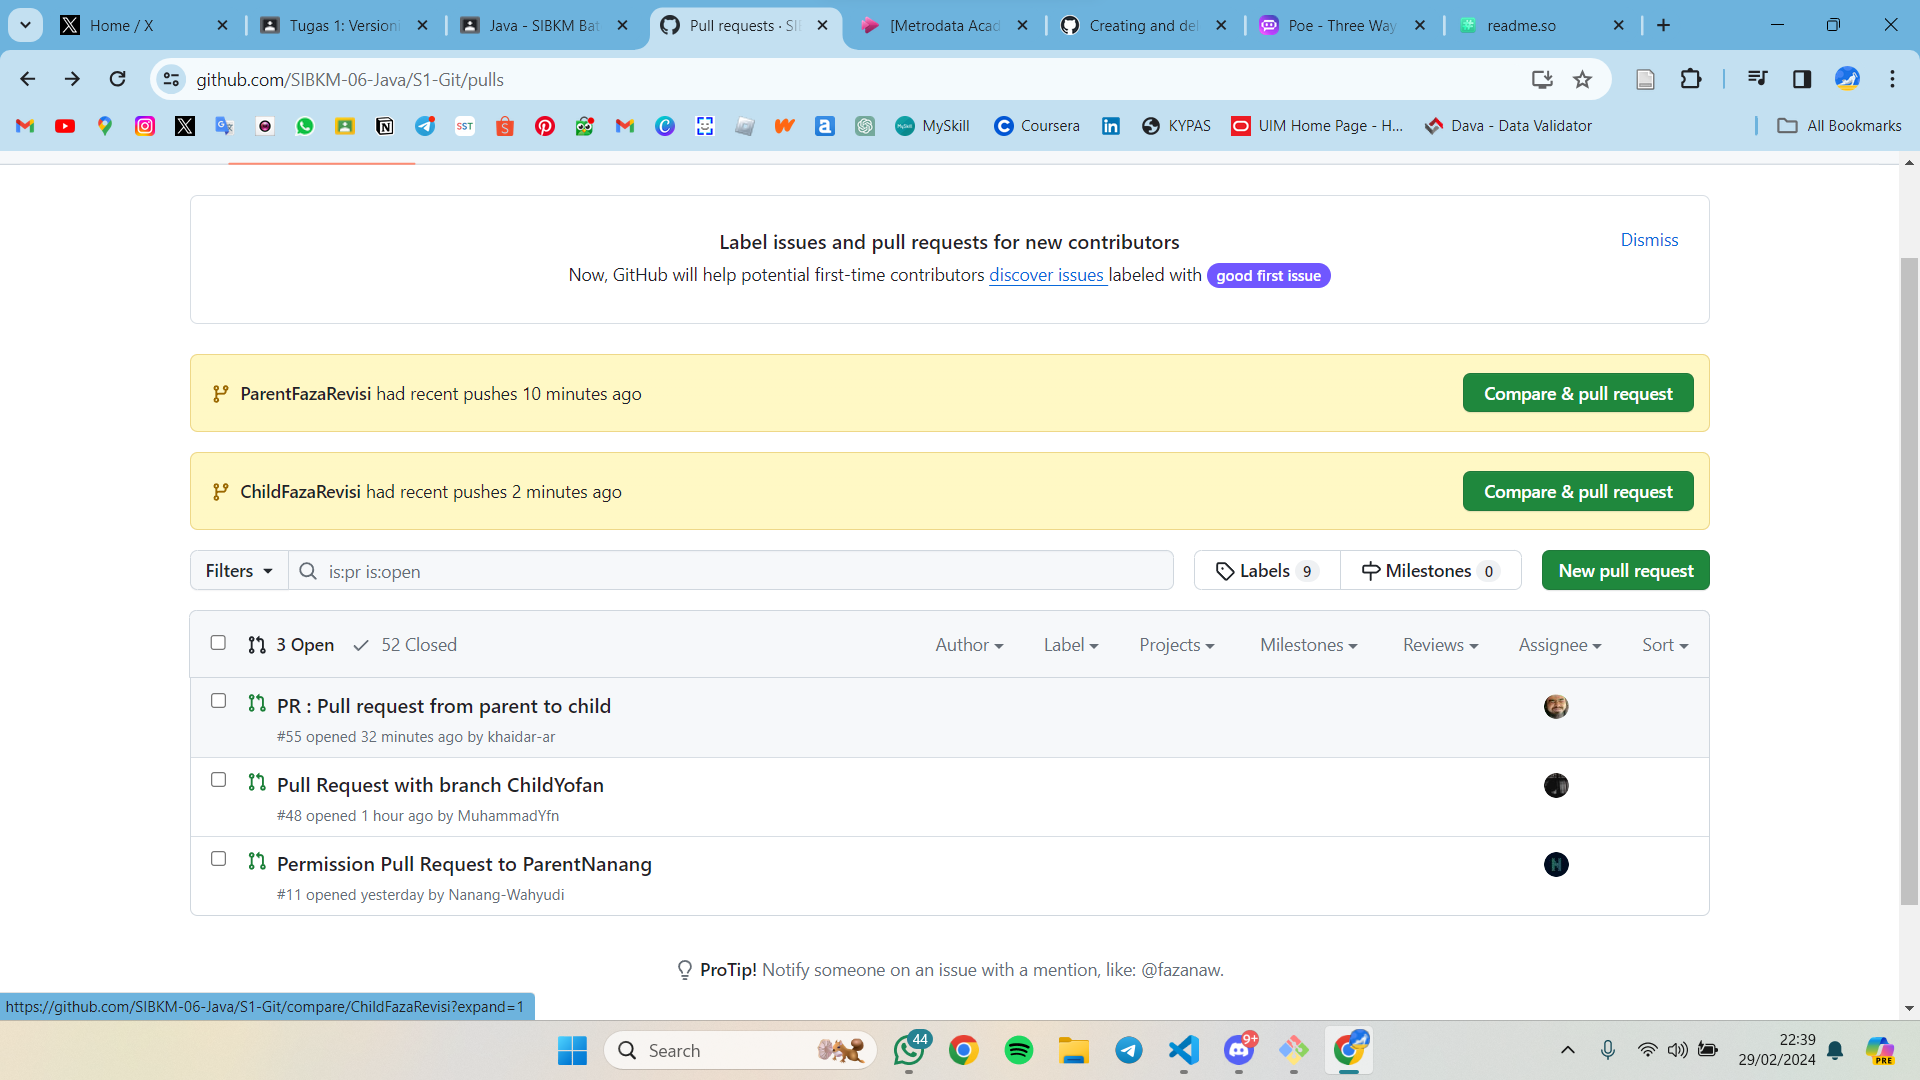 Home / X
Tugas 1: Versioni
Java - SIBKM Bat
Pull requests · SI
[Metrodata Acad
Creating and del
Poe - Three Way
readme.so
github.com/SIBKM-06-Java/S1-Git/pulls
SST
MySkill
Coursera
KYPAS
UIM Home Page - H...
Dava - Data Validator
All Bookmarks
Label issues and pull requests for new contributors
Dismiss
Now, GitHub will help potential first-time contributors discover issues labeled with good first issue
ParentFazaRevisi had recent pushes 10 minutes ago
Compare & pull request
ChildFazaRevisi had recent pushes 2 minutes ago
Compare & pull request
Filters
is:pr is:open
Labels 9
Milestones 0
New pull request
3 Open
52 Closed
Author
Label
Projects
Milestones
Reviews
Assignee
Sort
PR : Pull request from parent to child
#55 opened 32 minutes ago by khaidar-ar
Pull Request with branch ChildYofan
#48 opened 1 hour ago by MuhammadYfn
Permission Pull Request to ParentNanang
#11 opened yesterday by Nanang-Wahyudi
ProTip! Notify someone on an issue with a mention, like: @fazanaw.
https://github.com/SIBKM-06-Java/S1-Git/compare/ChildFazaRevisi?expand=1
Search
44
9+
22:39
29/02/2024
PRE